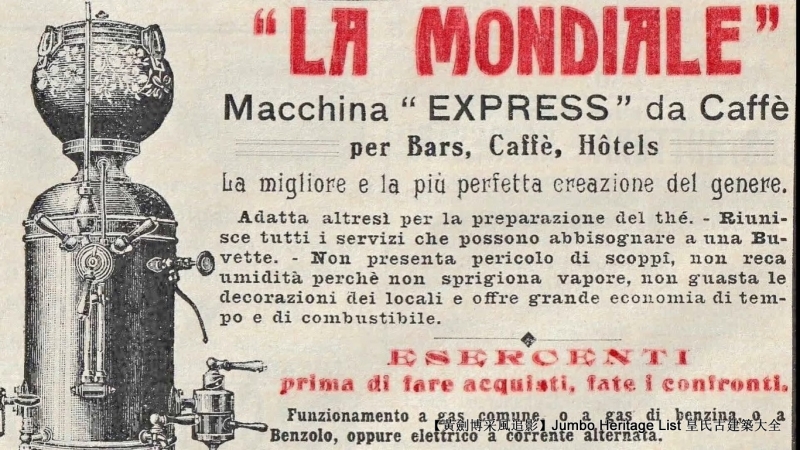 “LA MONDIALE”
Macchina “EXPRESS” da Caffè
per Bars, Caffè, Hôtels
La migliore e la più perfetta creazione del genere.
Adatta altresì per la preparazione del thé. - Riuni-
sce tutti i servizi che possono abbisognare a una Bu-
vette. - Non presenta pericolo di scoppî, non reca
umidità perchè non sprigiona vapore, non guasta le
decorazioni dei locali e offre grande economia di tem-
po e di combustibile.
ESERCENTI
prima di fare acquisti, fate i confronti.
Funzionamento a gas comune, o a gas di benzina, o a
Benzolo, oppure elettrico a corrente alternata.
【黃劍博采風追影】Jumbo Heritage List 皇氏古建築大全